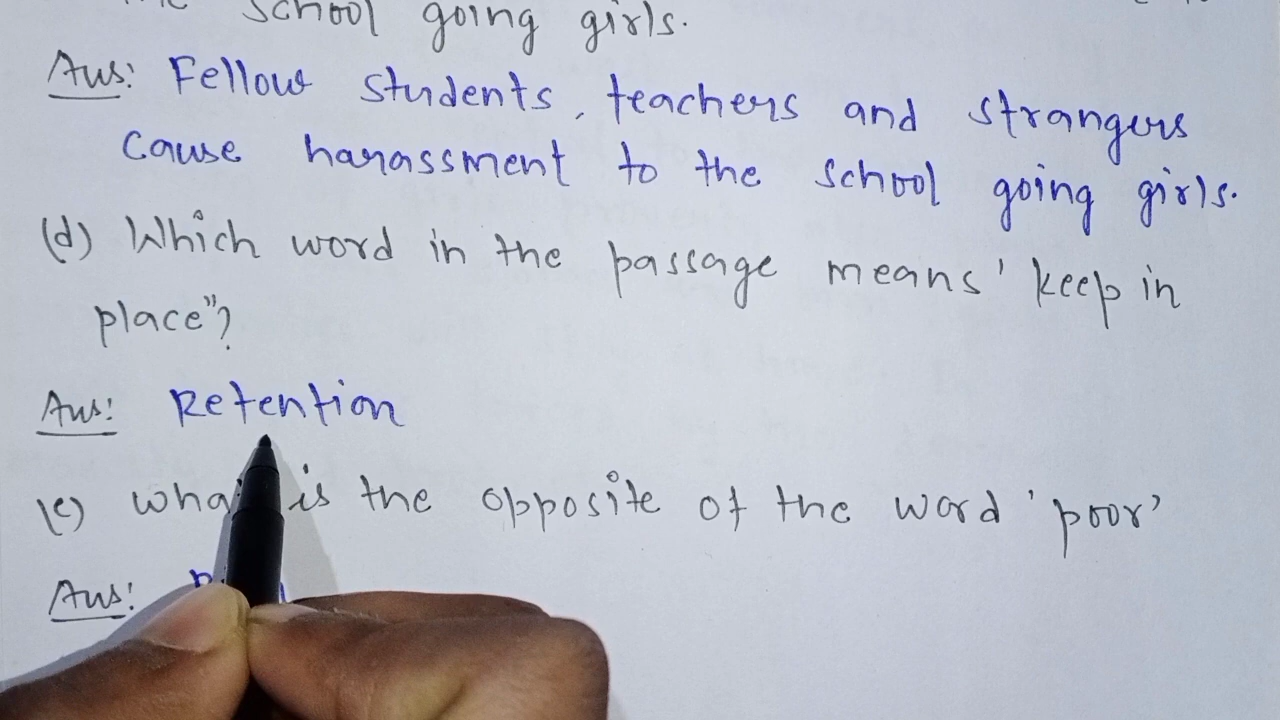 school going girls.
Ans: Fellow students, teachers and strangers
cause harassment to the school going girls.
(d) Which word in the passage means 'keep in
place"?
Ans: Retention
(e) What is the opposite of the word 'poor'
Ans: